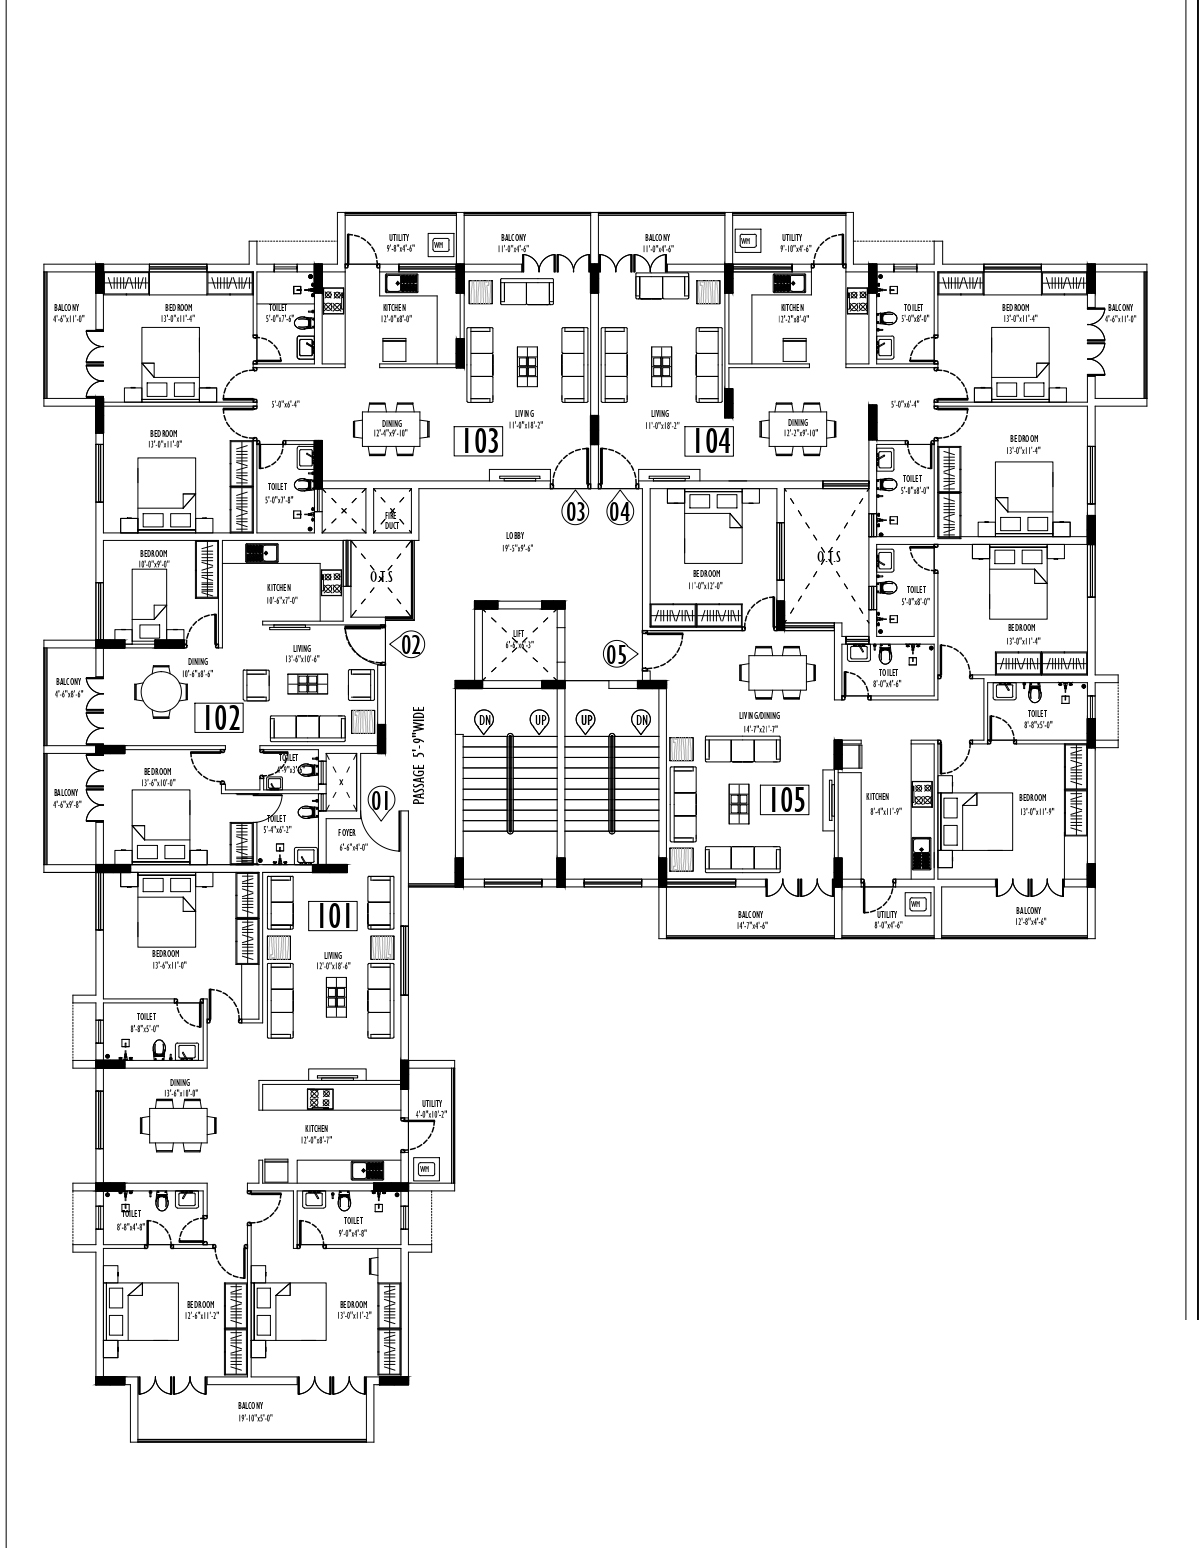 UTILITY
9'-8"x4'-6"
WM
BALCONY
11'-0"x4'-6"
BALCONY
11'-0"x4'-6"
WM
UTILITY
9'-10"x4'-6"
BALCONY
4'-6"x11'-0"
BEDROOM
13'-0"x11'-4"
TOILET
5'-0"x7'-6"
KITCHEN
12'-0"x8'-0"
KITCHEN
12'-2"x8'-0"
TOILET
5'-0"x8'-0"
BEDROOM
13'-0"x11'-4"
BALCONY
4'-6"x11'-0"
5'-0"x6'-4"
DINING
12'-4"x9'-10"
LIVING
11'-0"x18'-2"
103
LIVING
11'-0"x18'-2"
104
DINING
12'-2"x9'-10"
5'-0"x6'-4"
BEDROOM
13'-0"x11'-0"
TOILET
5'-0"x7'-8"
FIRE
DUCT
03
04
TOILET
5'-0"x8'-0"
BEDROOM
13'-0"x11'-4"
LOBBY
19'-5"x9'-6"
BEDROOM
10'-0"x9'-0"
KITCHEN
10'-6"x7'-0"
O.T.S
O.T.S
BEDROOM
11'-0"x12'-0"
TOILET
5'-0"x8'-0"
BEDROOM
13'-0"x11'-4"
LIFT
6'-6"x6'-3"
02
05
DINING
10'-6"x8'-6"
LIVING
13'-6"x10'-6"
BALCONY
4'-6"x8'-6"
102
TOILET
8'-0"x4'-6"
TOILET
8'-8"x5'-0"
DN
UP
UP
DN
LIVING/DINING
14'-7"x21'-7"
PASSAGE 5'-9"WIDE
BALCONY
4'-6"x9'-8"
BEDROOM
13'-6"x10'-0"
TOILET
TOILET
5'-4"x6'-2"
01
FOYER
6'-6"x4'-0"
105
KITCHEN
8'-4"x11'-9"
BEDROOM
13'-0"x11'-9"
101
BEDROOM
13'-6"x11'-0"
LIVING
12'-0"x18'-6"
BALCONY
14'-7"x4'-6"
UTILITY
8'-0"x4'-6"
WM
BALCONY
12'-8"x4'-6"
TOILET
8'-8"x5'-0"
DINING
13'-6"x10'-0"
KITCHEN
12'-0"x8'-7"
UTILITY
4'-0"x10'-2"
WM
TOILET
8'-8"x4'-8"
TOILET
9'-0"x4'-8"
BEDROOM
12'-6"x11'-2"
BEDROOM
13'-0"x11'-2"
BALCONY
19'-10"x5'-0"